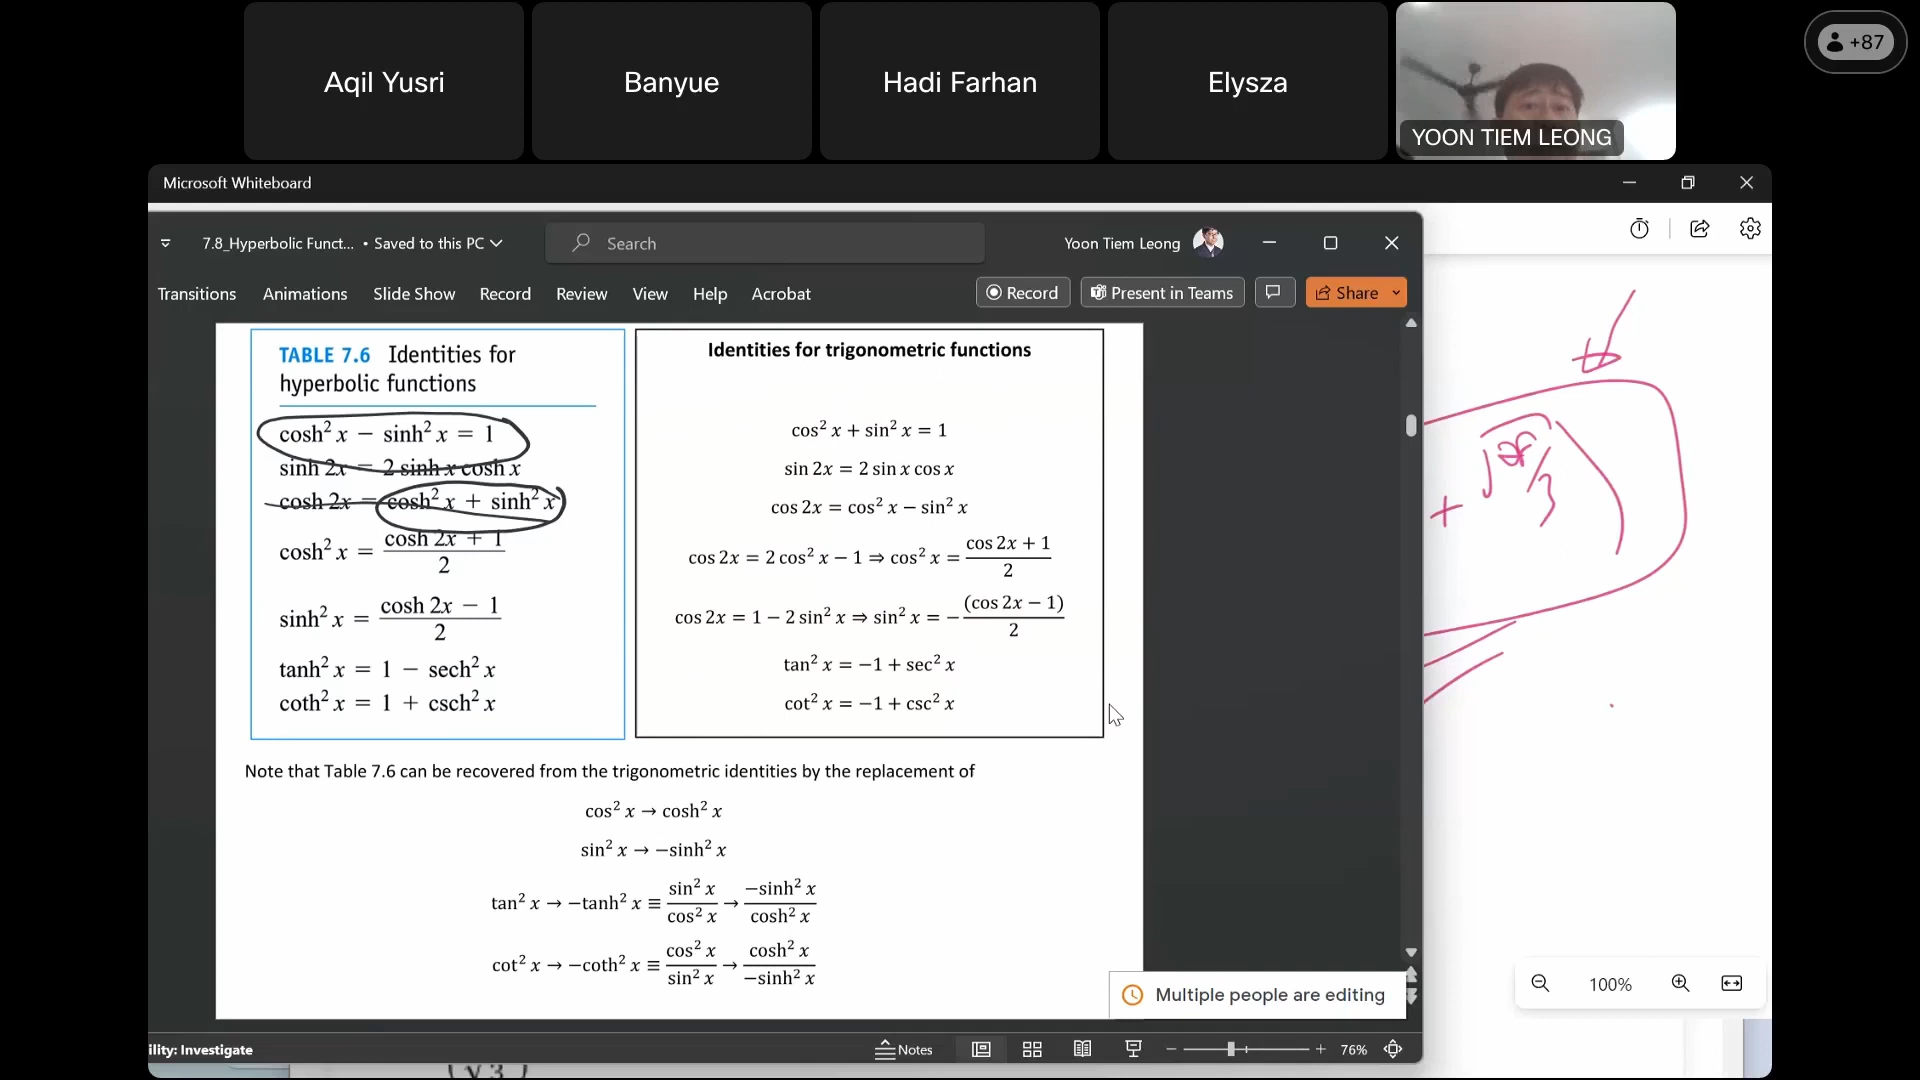 Aqil Yusri
Banyue
Hadi Farhan
Elysza
YOON TIEM LEONG
+87
Microsoft Whiteboard
7.8_Hyperbolic Funct... • Saved to this PC
Search
Yoon Tiem Leong
Transitions Animations Slide Show Record Review View Help Acrobat
Record Present in Teams Share
TABLE 7.6 Identities for
hyperbolic functions
cosh² x − sinh² x = 1
sinh 2x = 2 sinh x cosh x
cosh 2x = cosh² x + sinh² x
cosh² x = (cosh 2x + 1)/2
sinh² x = (cosh 2x − 1)/2
tanh² x = 1 − sech² x
coth² x = 1 + csch² x
Identities for trigonometric functions
cos² x + sin² x = 1
sin 2x = 2 sin x cos x
cos 2x = cos² x − sin² x
cos 2x = 2 cos² x − 1 ⇒ cos² x = (cos 2x + 1)/2
cos 2x = 1 − 2 sin² x ⇒ sin² x = −(cos 2x − 1)/2
tan² x = −1 + sec² x
cot² x = −1 + csc² x
Note that Table 7.6 can be recovered from the trigonometric identities by the replacement of
cos² x → cosh² x
sin² x → −sinh² x
tan² x → −tanh² x ≡ sin² x/cos² x → −sinh² x/cosh² x
cot² x → −coth² x ≡ cos² x/sin² x → cosh² x/−sinh² x
Multiple people are editing
100%
ility: Investigate
Notes
76%